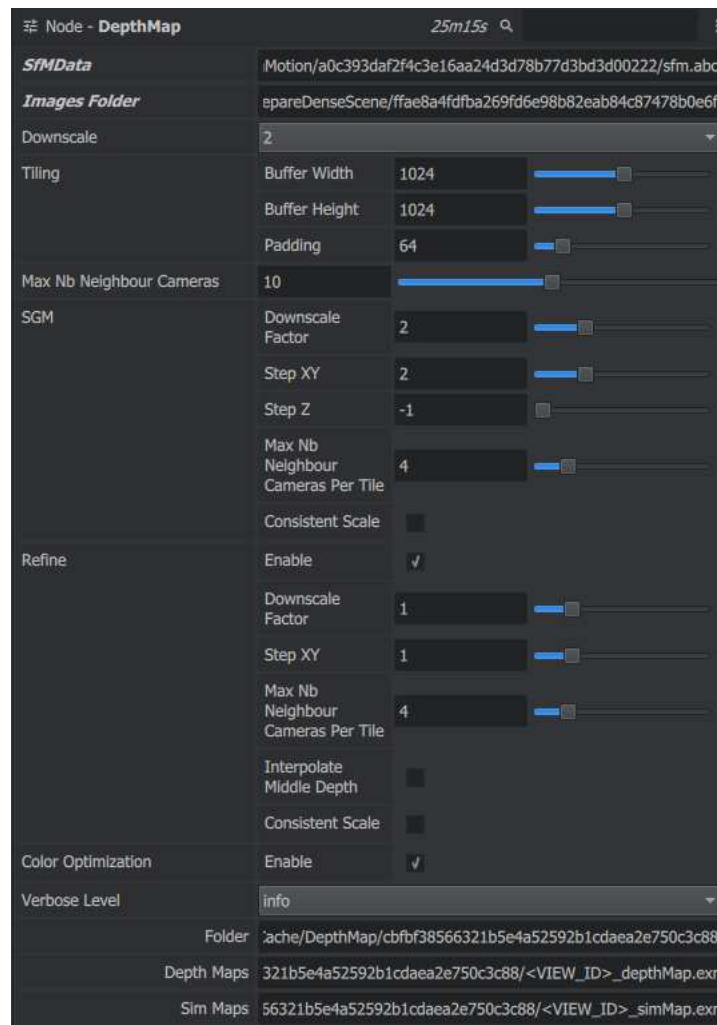 Node - DepthMap 25m15s
SfMData Motion/a0c393daf2f4c3e16aa24d3d78b77d3bd3d00222/sfm.abc
Images Folder epareDenseScene/ffae8a4fdfba269fd6e98b82eab84c87478b0e6f
Downscale 2
Tiling Buffer Width 1024
Buffer Height 1024
Padding 64
Max Nb Neighbour Cameras 10
SGM Downscale
Factor 2
Step XY 2
Step Z -1
Max Nb
Neighbour
Cameras Per Tile 4
Consistent Scale
Refine Enable
Downscale
Factor 1
Step XY 1
Max Nb
Neighbour
Cameras Per Tile 4
Interpolate
Middle Depth
Consistent Scale
Color Optimization Enable
Verbose Level info
Folder Cache/DepthMap/cbfbf38566321b5e4a52592b1cdaea2e750c3c88
Depth Maps 321b5e4a52592b1cdaea2e750c3c88/<VIEW_ID>_depthMap.exr
Sim Maps 56321b5e4a52592b1cdaea2e750c3c88/<VIEW_ID>_simMap.exr